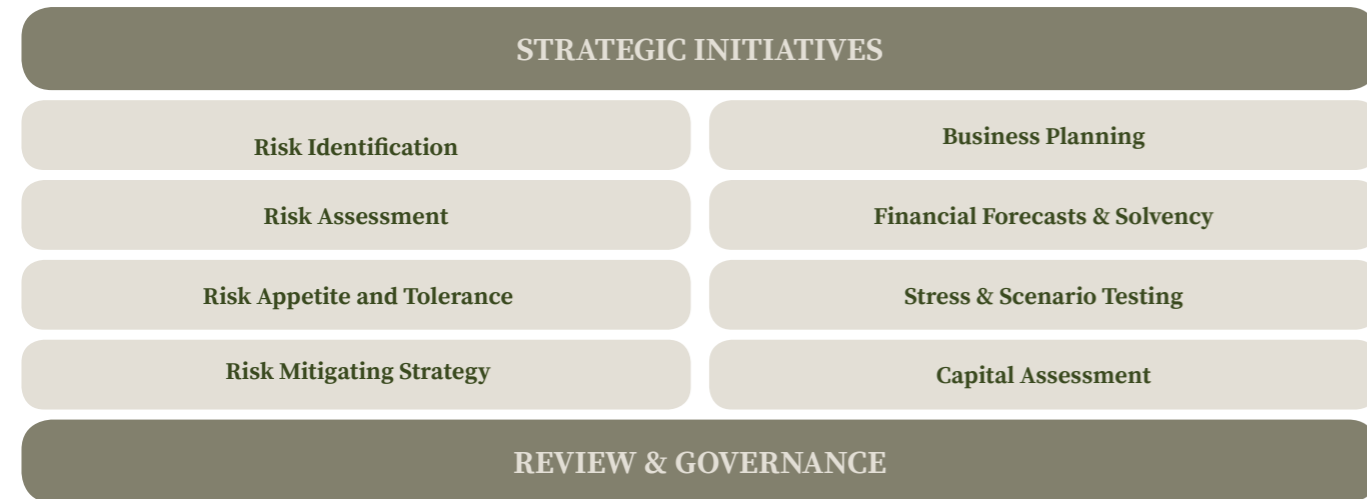 STRATEGIC INITIATIVES
Risk Identification
Business Planning
Risk Assessment
Financial Forecasts & Solvency
Risk Appetite and Tolerance
Stress & Scenario Testing
Risk Mitigating Strategy
Capital Assessment
REVIEW & GOVERNANCE